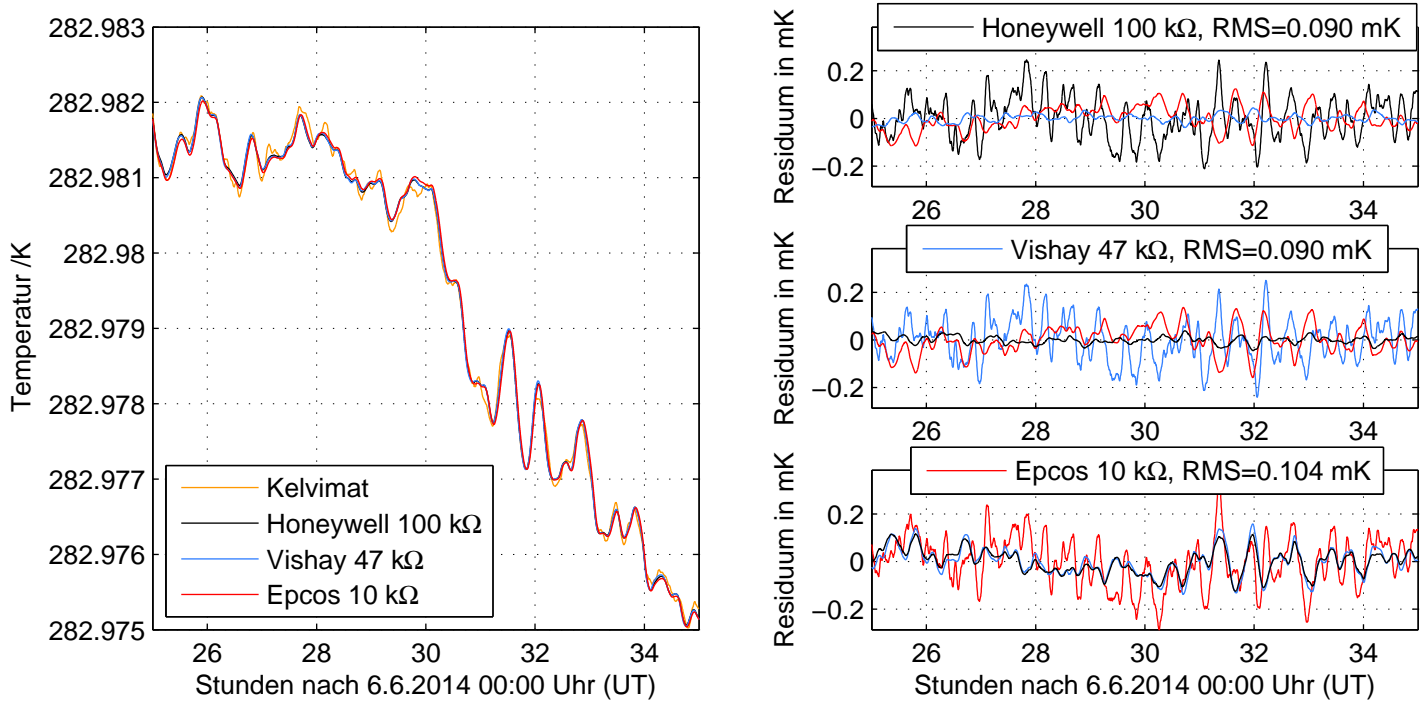 282.983
282.982
282.981
282.98
282.979
282.978
282.977
282.976
282.975
Temperatur /K
Kelvimat
Honeywell 100 kΩ
Vishay 47 kΩ
Epcos 10 kΩ
26 28 30 32 34
Stunden nach 6.6.2014 00:00 Uhr (UT)
Honeywell 100 kΩ, RMS=0.090 mK
Residuum in mK
0.2
0
−0.2
26 28 30 32 34
Vishay 47 kΩ, RMS=0.090 mK
Residuum in mK
0.2
0
−0.2
26 28 30 32 34
Epcos 10 kΩ, RMS=0.104 mK
Residuum in mK
0.2
0
−0.2
26 28 30 32 34
Stunden nach 6.6.2014 00:00 Uhr (UT)